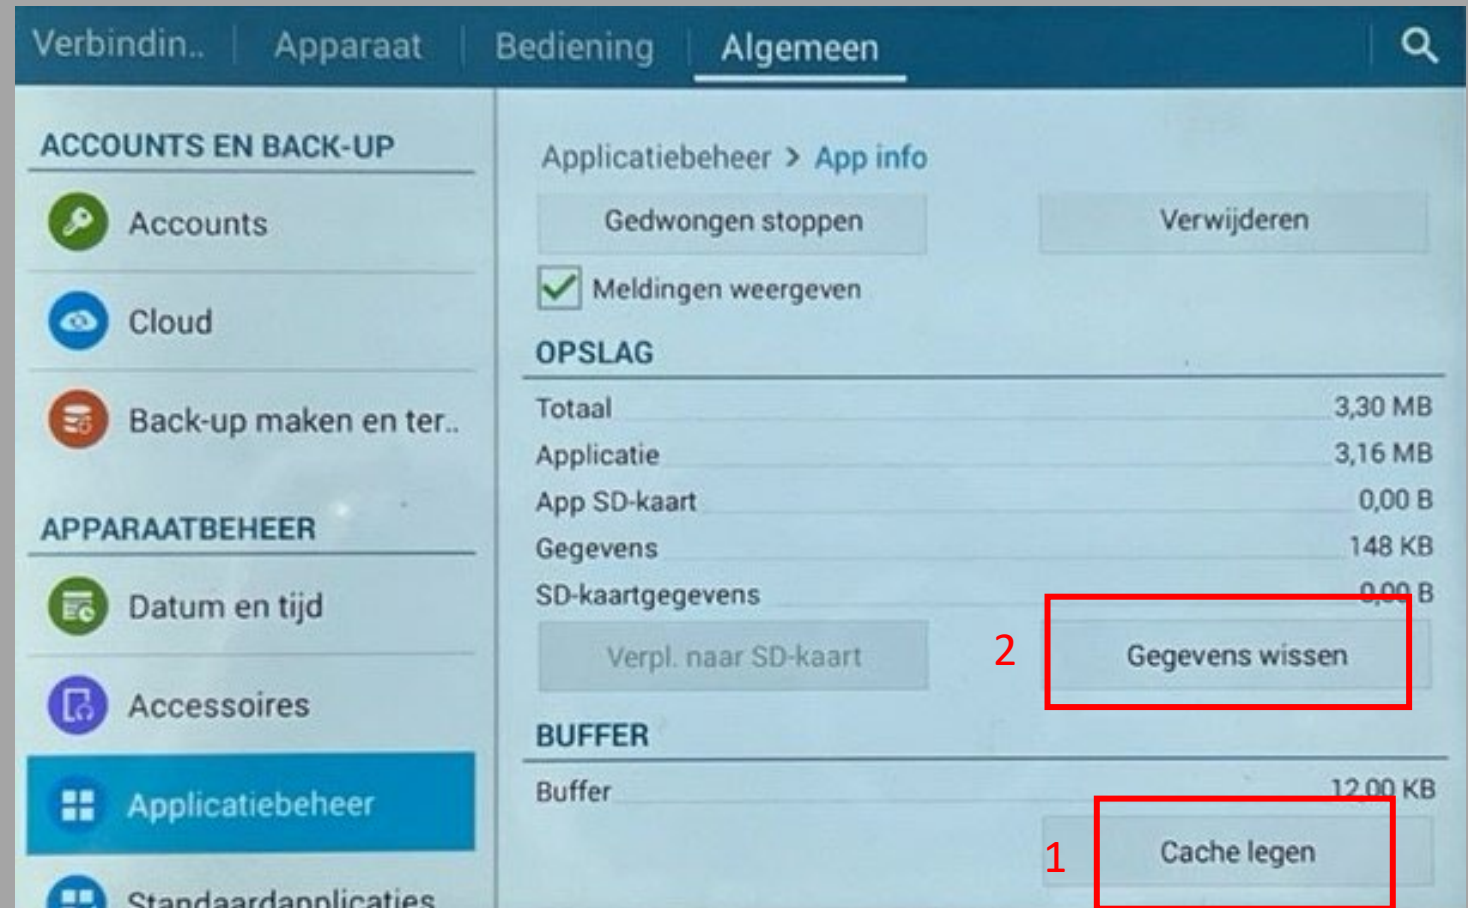 Verbindin..
Apparaat
Bediening
Algemeen
ACCOUNTS EN BACK-UP
Accounts
Cloud
Back-up maken en ter..
APPARAATBEHEER
Datum en tijd
Accessoires
Applicatiebeheer
Standaardapplicaties
Applicatiebeheer > App info
Gedwongen stoppen
Verwijderen
Meldingen weergeven
OPSLAG
Totaal 3,30 MB
Applicatie 3,16 MB
App SD-kaart 0,00 B
Gegevens 148 KB
SD-kaartgegevens 0,00 B
Verpl. naar SD-kaart
2
Gegevens wissen
BUFFER
Buffer 12,00 KB
1
Cache legen